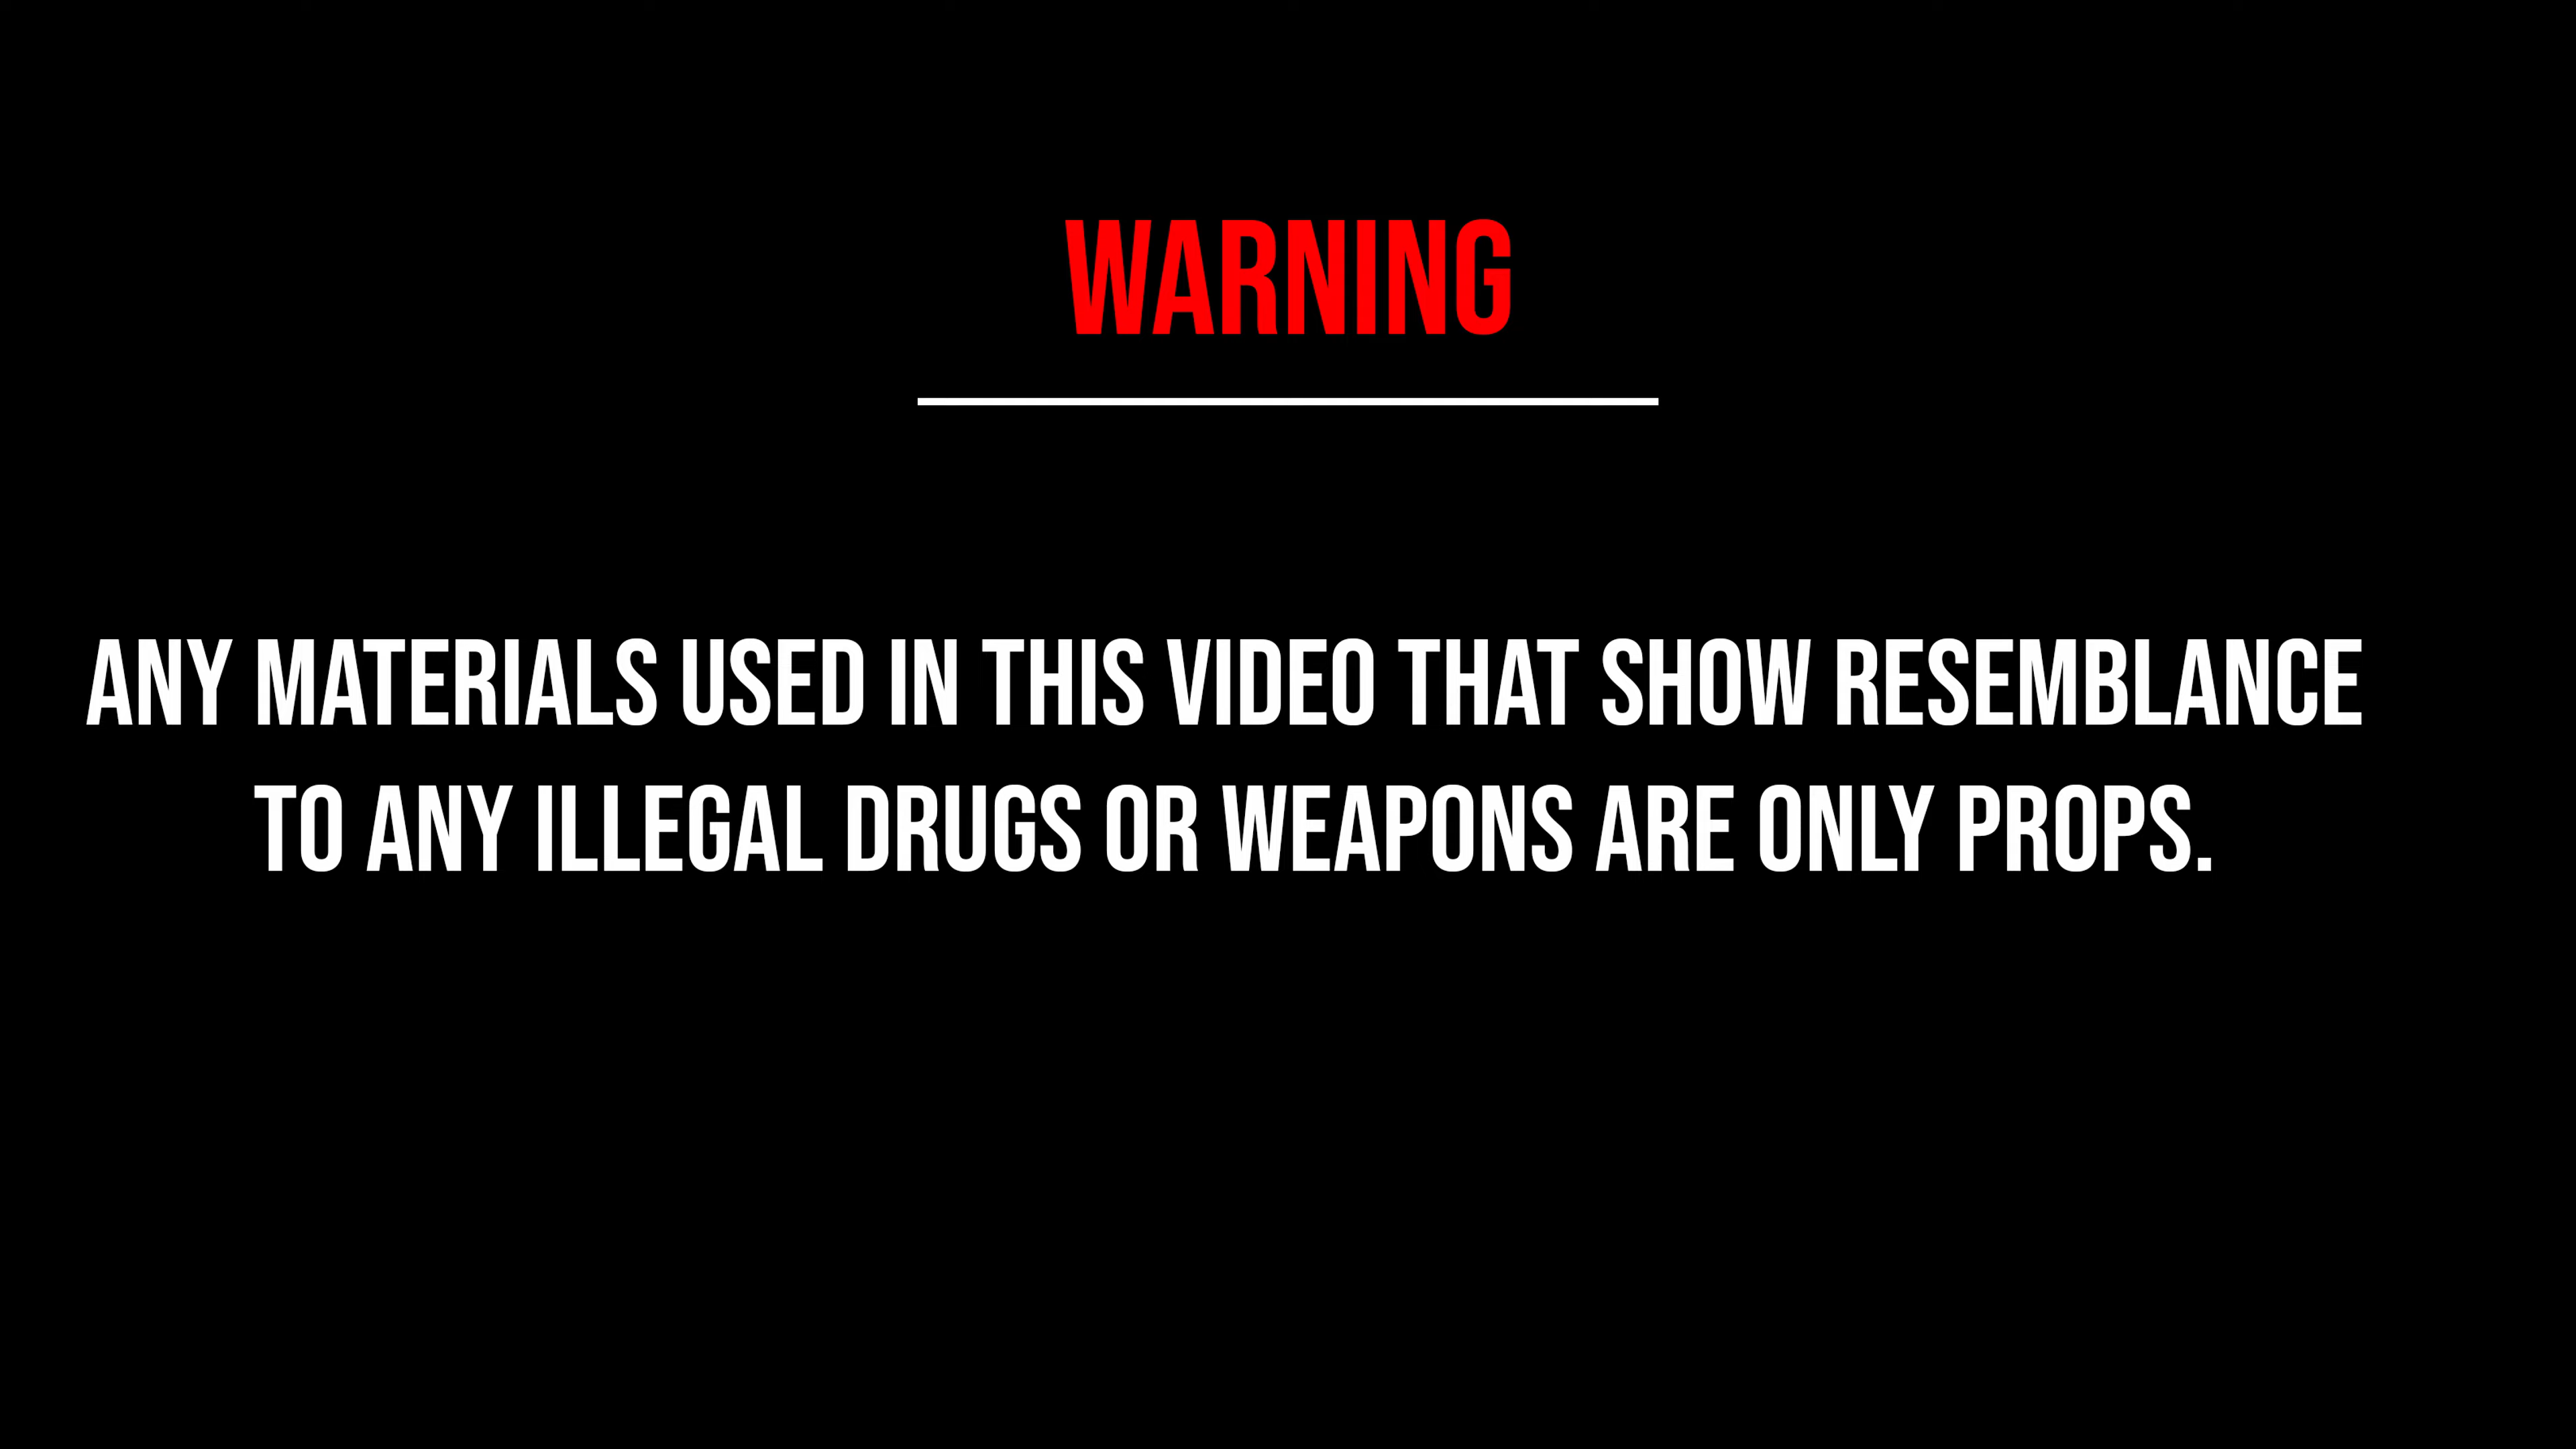 WARNING
ANY MATERIALS USED IN THIS VIDEO THAT SHOW RESEMBLANCE
TO ANY ILLEGAL DRUGS OR WEAPONS ARE ONLY PROPS.